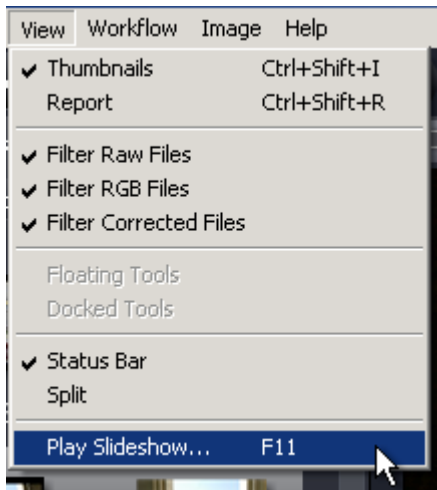 View Workflow Image Help
Thumbnails Ctrl+Shift+I
Report Ctrl+Shift+R
Filter Raw Files
Filter RGB Files
Filter Corrected Files
Floating Tools
Docked Tools
Status Bar
Split
Play Slideshow... F11